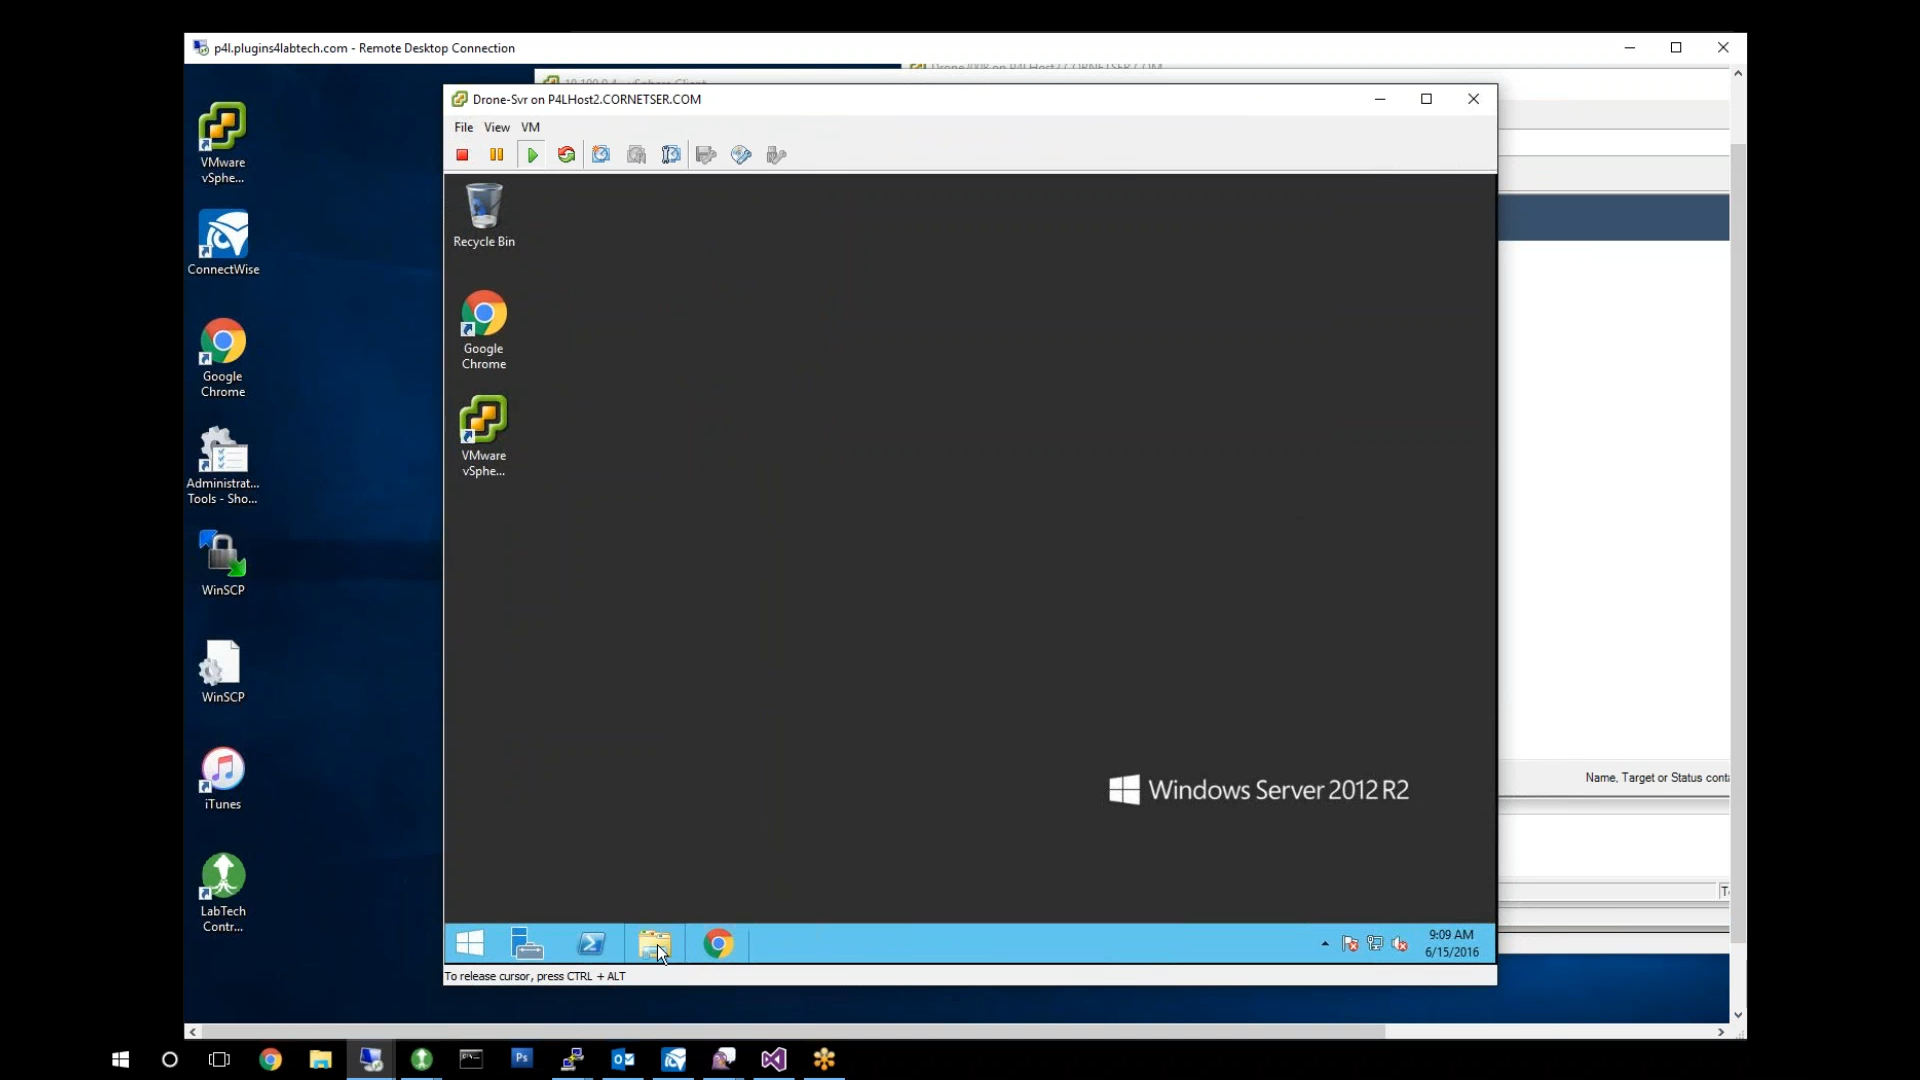 p4l.plugins4labtech.com - Remote Desktop Connection
Drone-Svr on P4LHost2.CORNETSER.COM
File View VM
VMware
vSphe...
ConnectWise
Google
Chrome
Administrat...
Tools - Sho...
WinSCP
WinSCP
iTunes
LabTech
Contr...
Recycle Bin
Google
Chrome
VMware
vSphe...
Windows Server 2012 R2
Name, Target or Status conta
9:09 AM
6/15/2016
To release cursor, press CTRL + ALT
Ps